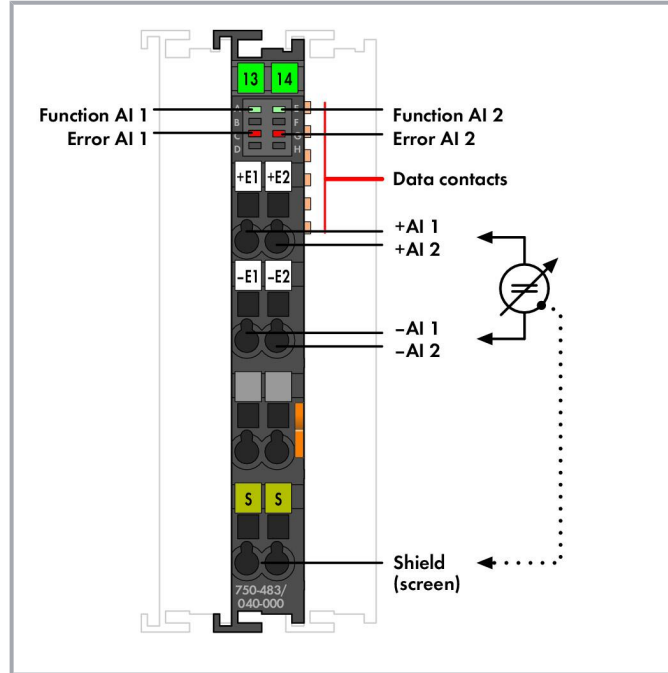 13 14
Function AI 1
Error AI 1
A E
B F
C G
D H
Function AI 2
Error AI 2
+E1 +E2
Data contacts
+AI 1
+AI 2
–E1 –E2
–AI 1
–AI 2
S S
Shield
(screen)
750-483/
040-000